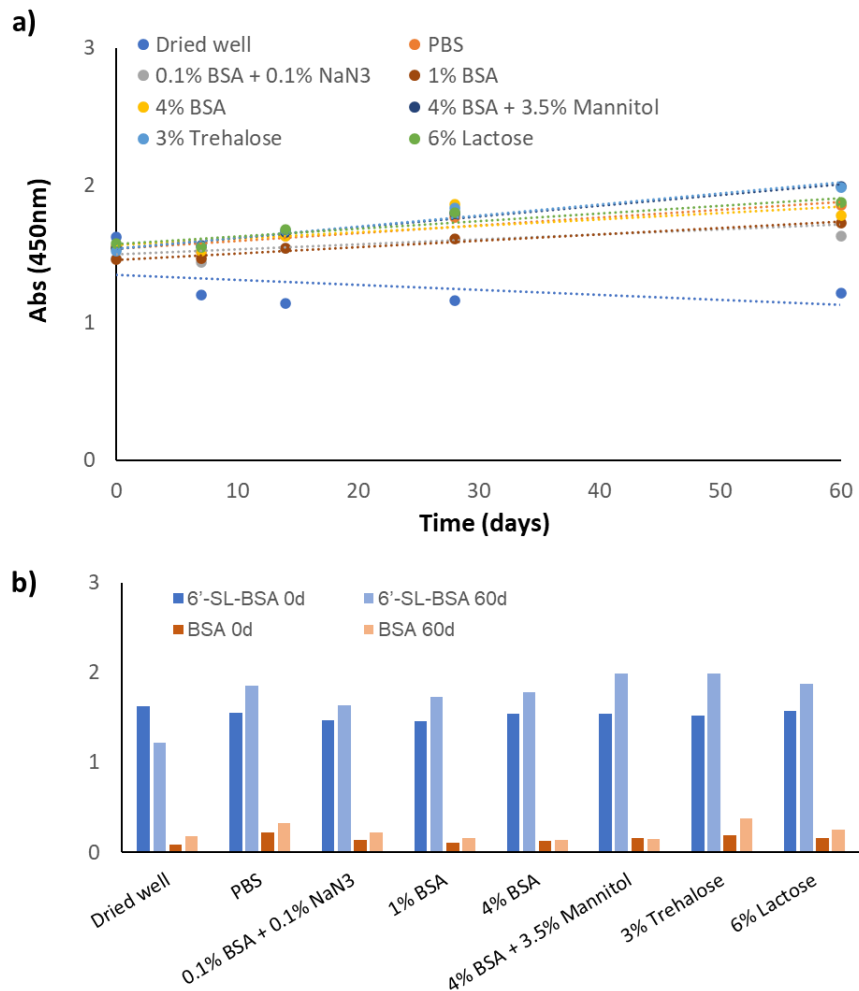 a)
3
Dried well
PBS
0.1% BSA + 0.1% NaN3
1% BSA
4% BSA
4% BSA + 3.5% Mannitol
3% Trehalose
6% Lactose
2
Abs (450nm)
1
0
0 10 20 30 40 50 60
Time (days)
b)
3
6'-SL-BSA 0d
6'-SL-BSA 60d
BSA 0d
BSA 60d
2
1
0
Dried well
PBS
0.1% BSA + 0.1% NaN3
1% BSA
4% BSA
4% BSA + 3.5% Mannitol
3% Trehalose
6% Lactose